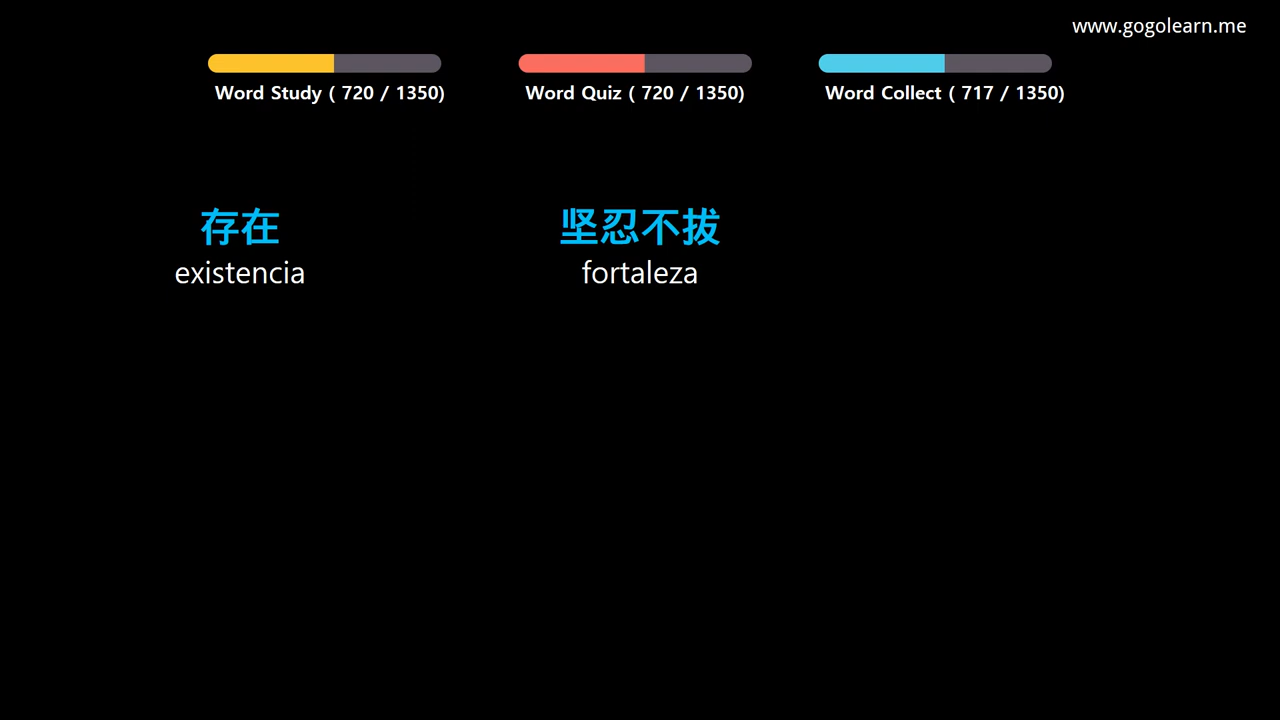 www.gogolearn.me
Word Study ( 720 / 1350)
Word Quiz ( 720 / 1350)
Word Collect ( 717 / 1350)
存在
existencia
坚忍不拔
fortaleza